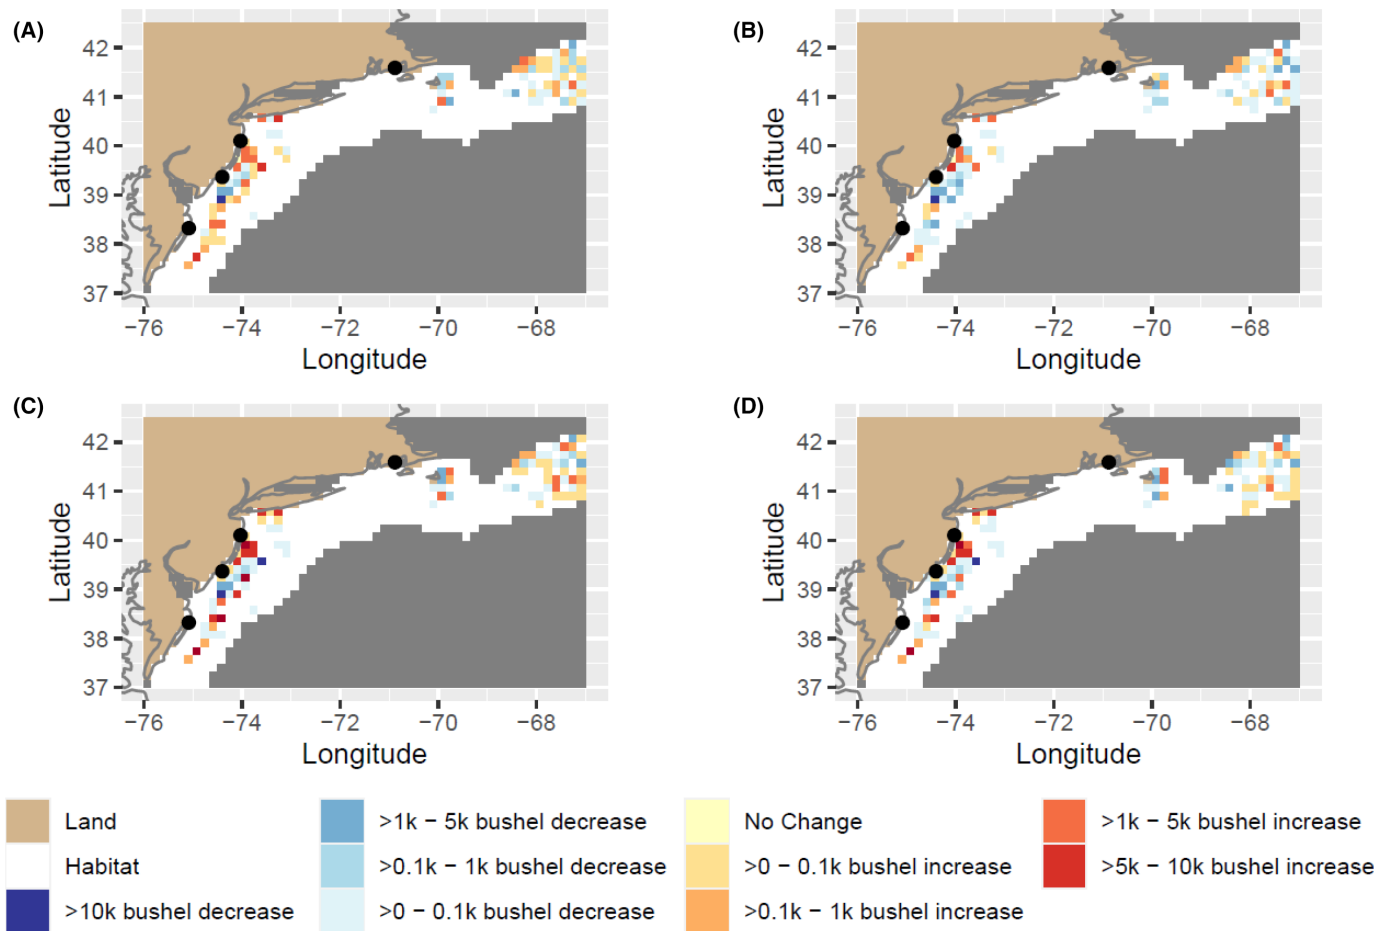 (A)
(B)
42
41
40
39
38
37
Latitude
−76
−74
−72
−70
−68
Longitude
42
41
40
39
38
37
Latitude
−76
−74
−72
−70
−68
Longitude
(C)
(D)
42
41
40
39
38
37
Latitude
−76
−74
−72
−70
−68
Longitude
42
41
40
39
38
37
Latitude
−76
−74
−72
−70
−68
Longitude
Land
Habitat
>10k bushel decrease
>1k − 5k bushel decrease
>0.1k − 1k bushel decrease
>0 − 0.1k bushel decrease
No Change
>0 − 0.1k bushel increase
>0.1k − 1k bushel increase
>1k − 5k bushel increase
>5k − 10k bushel increase